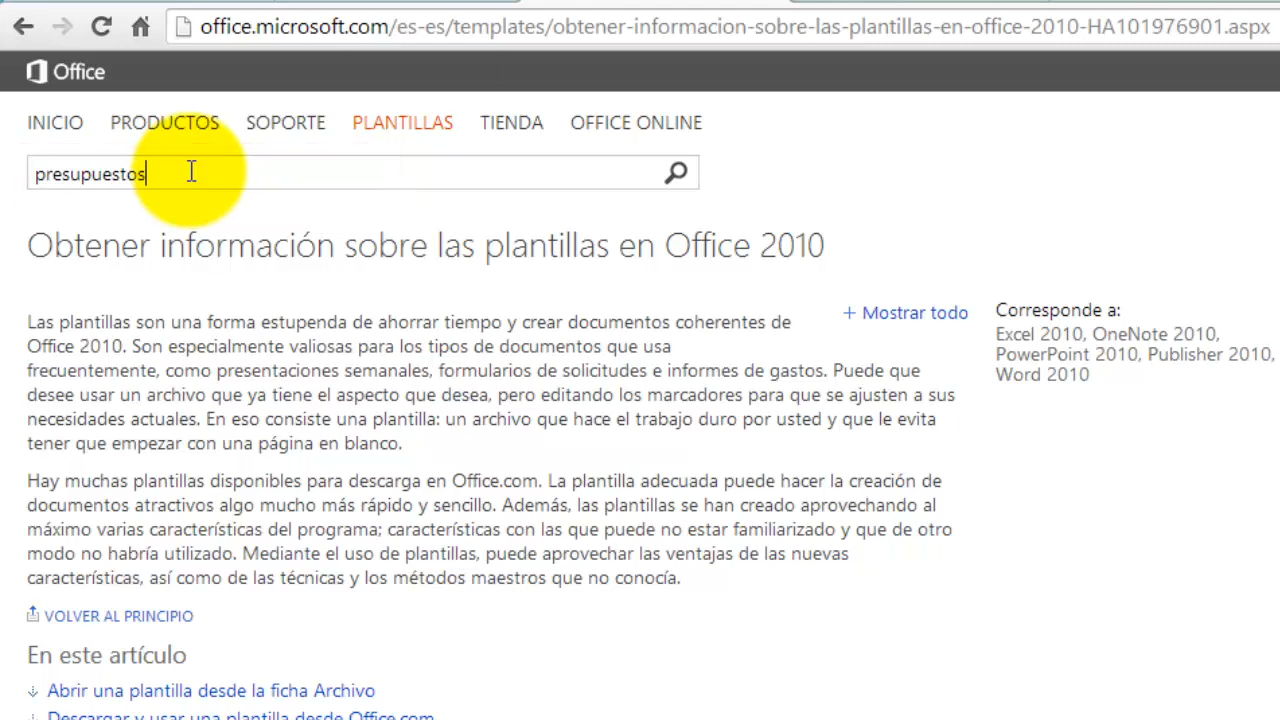 office.microsoft.com/es-es/templates/obtener-informacion-sobre-las-plantillas-en-office-2010-HA101976901.aspx
Office
INICIO PRODUCTOS SOPORTE PLANTILLAS TIENDA OFFICE ONLINE
presupuestos
Obtener información sobre las plantillas en Office 2010
+ Mostrar todo
Las plantillas son una forma estupenda de ahorrar tiempo y crear documentos coherentes de
Office 2010. Son especialmente valiosas para los tipos de documentos que usa
frecuentemente, como presentaciones semanales, formularios de solicitudes e informes de gastos. Puede que
desee usar un archivo que ya tiene el aspecto que desea, pero editando los marcadores para que se ajusten a sus
necesidades actuales. En eso consiste una plantilla: un archivo que hace el trabajo duro por usted y que le evita
tener que empezar con una página en blanco.
Hay muchas plantillas disponibles para descarga en Office.com. La plantilla adecuada puede hacer la creación de
documentos atractivos algo mucho más rápido y sencillo. Además, las plantillas se han creado aprovechando al
máximo varias características del programa; características con las que puede no estar familiarizado y que de otro
modo no habría utilizado. Mediante el uso de plantillas, puede aprovechar las ventajas de las nuevas
características, así como de las técnicas y los métodos maestros que no conocía.
VOLVER AL PRINCIPIO
En este artículo
Abrir una plantilla desde la ficha Archivo
Descargar y usar una plantilla desde Office.com
Corresponde a:
Excel 2010, OneNote 2010,
PowerPoint 2010, Publisher 2010,
Word 2010